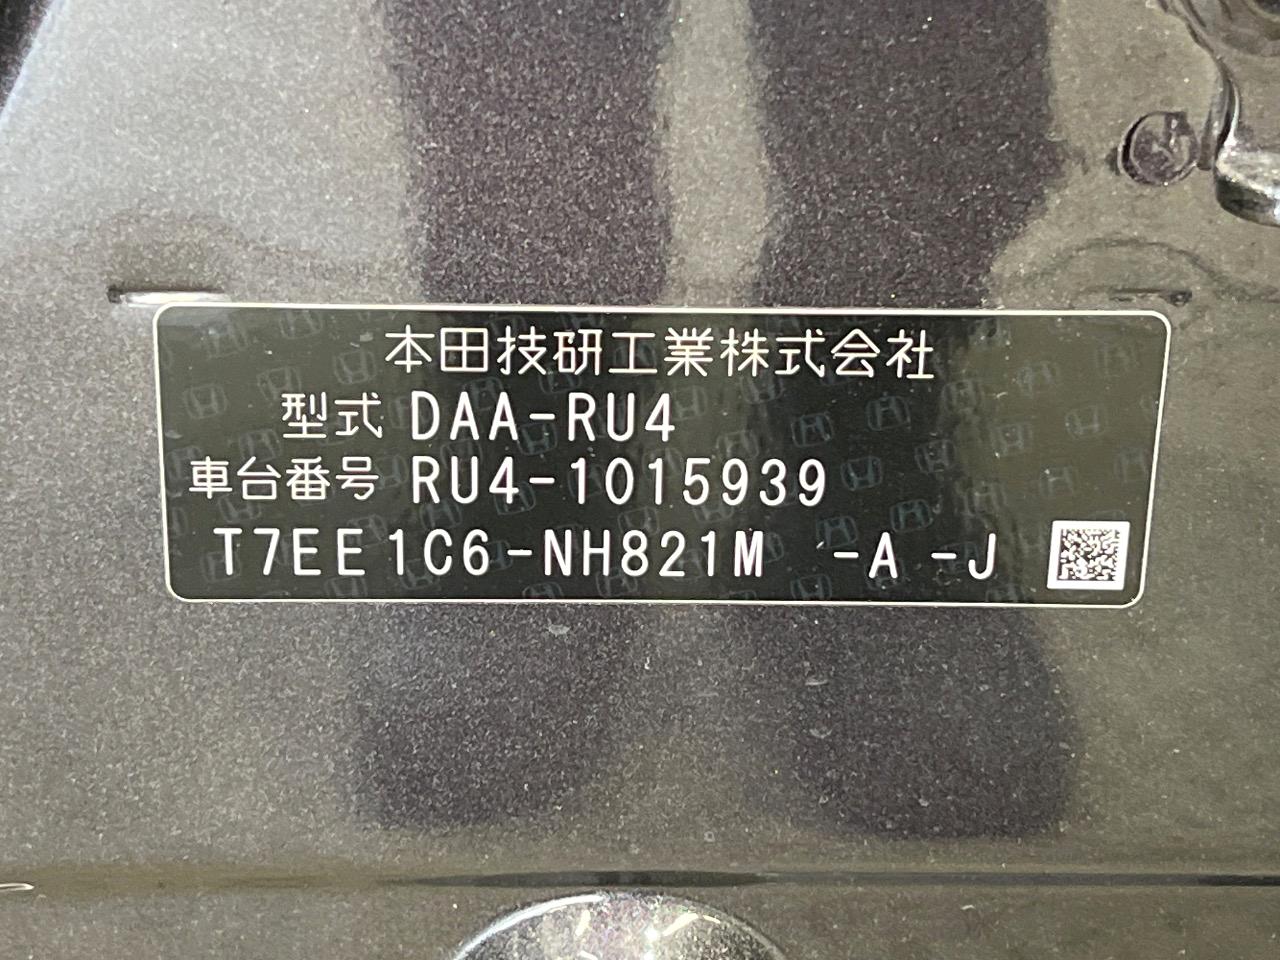 本田技研工業株式会社
型式 DAA-RU4
車台番号 RU4-1015939
T7EE1C6-NH821M -A -J